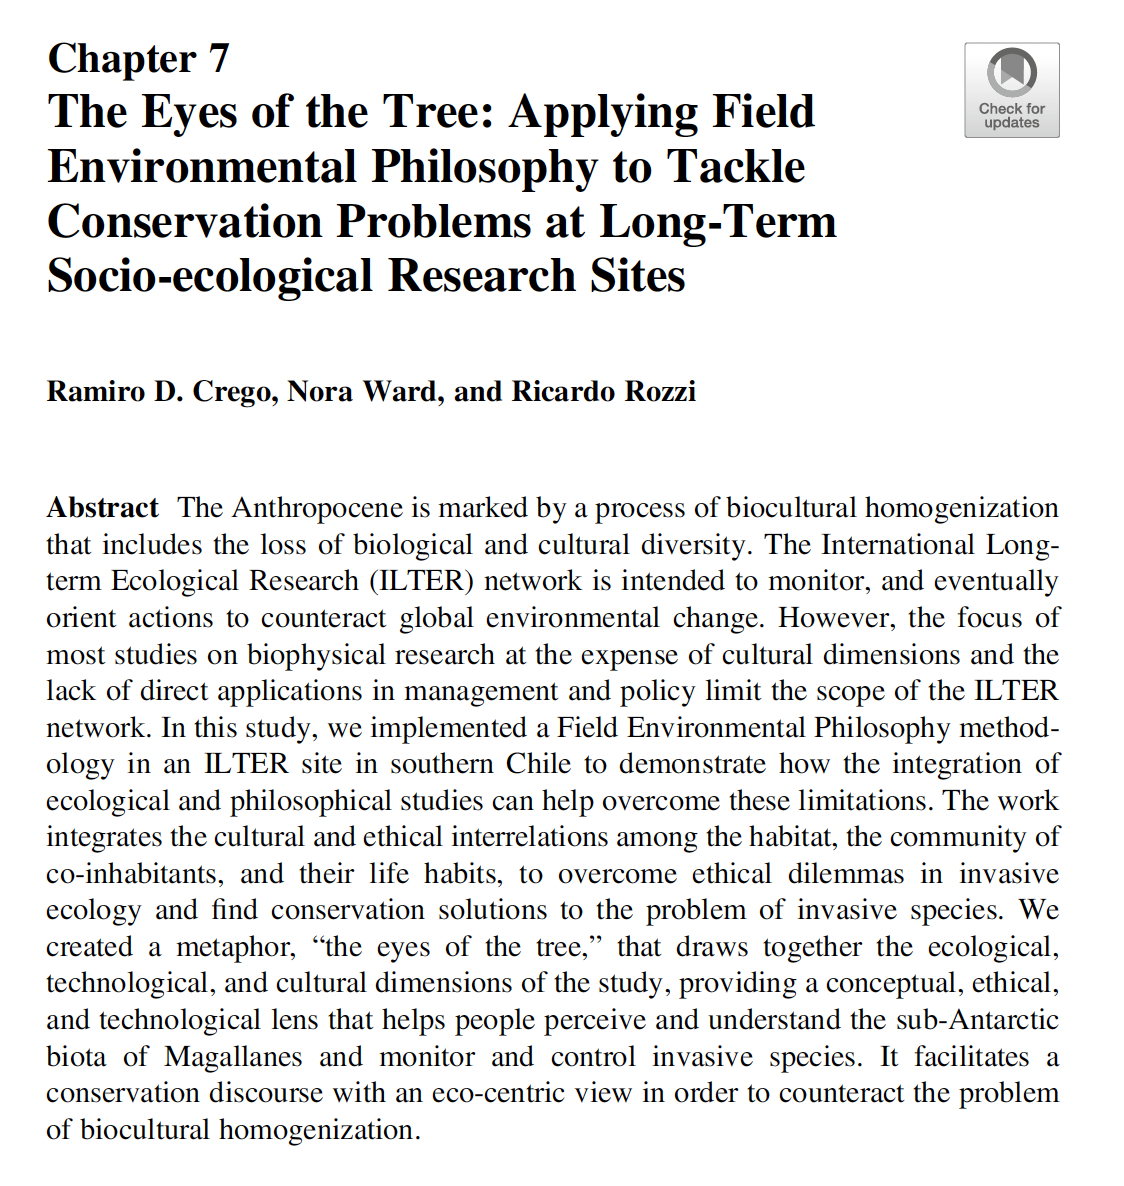 Chapter 7
The Eyes of the Tree: Applying Field
Environmental Philosophy to Tackle
Conservation Problems at Long-Term
Socio-ecological Research Sites
Check for
updates
Ramiro D. Crego, Nora Ward, and Ricardo Rozzi
Abstract The Anthropocene is marked by a process of biocultural homogenization
that includes the loss of biological and cultural diversity. The International Long-
term Ecological Research (ILTER) network is intended to monitor, and eventually
orient actions to counteract global environmental change. However, the focus of
most studies on biophysical research at the expense of cultural dimensions and the
lack of direct applications in management and policy limit the scope of the ILTER
network. In this study, we implemented a Field Environmental Philosophy method-
ology in an ILTER site in southern Chile to demonstrate how the integration of
ecological and philosophical studies can help overcome these limitations. The work
integrates the cultural and ethical interrelations among the habitat, the community of
co-inhabitants, and their life habits, to overcome ethical dilemmas in invasive
ecology and find conservation solutions to the problem of invasive species. We
created a metaphor, “the eyes of the tree,” that draws together the ecological,
technological, and cultural dimensions of the study, providing a conceptual, ethical,
and technological lens that helps people perceive and understand the sub-Antarctic
biota of Magallanes and monitor and control invasive species. It facilitates a
conservation discourse with an eco-centric view in order to counteract the problem
of biocultural homogenization.